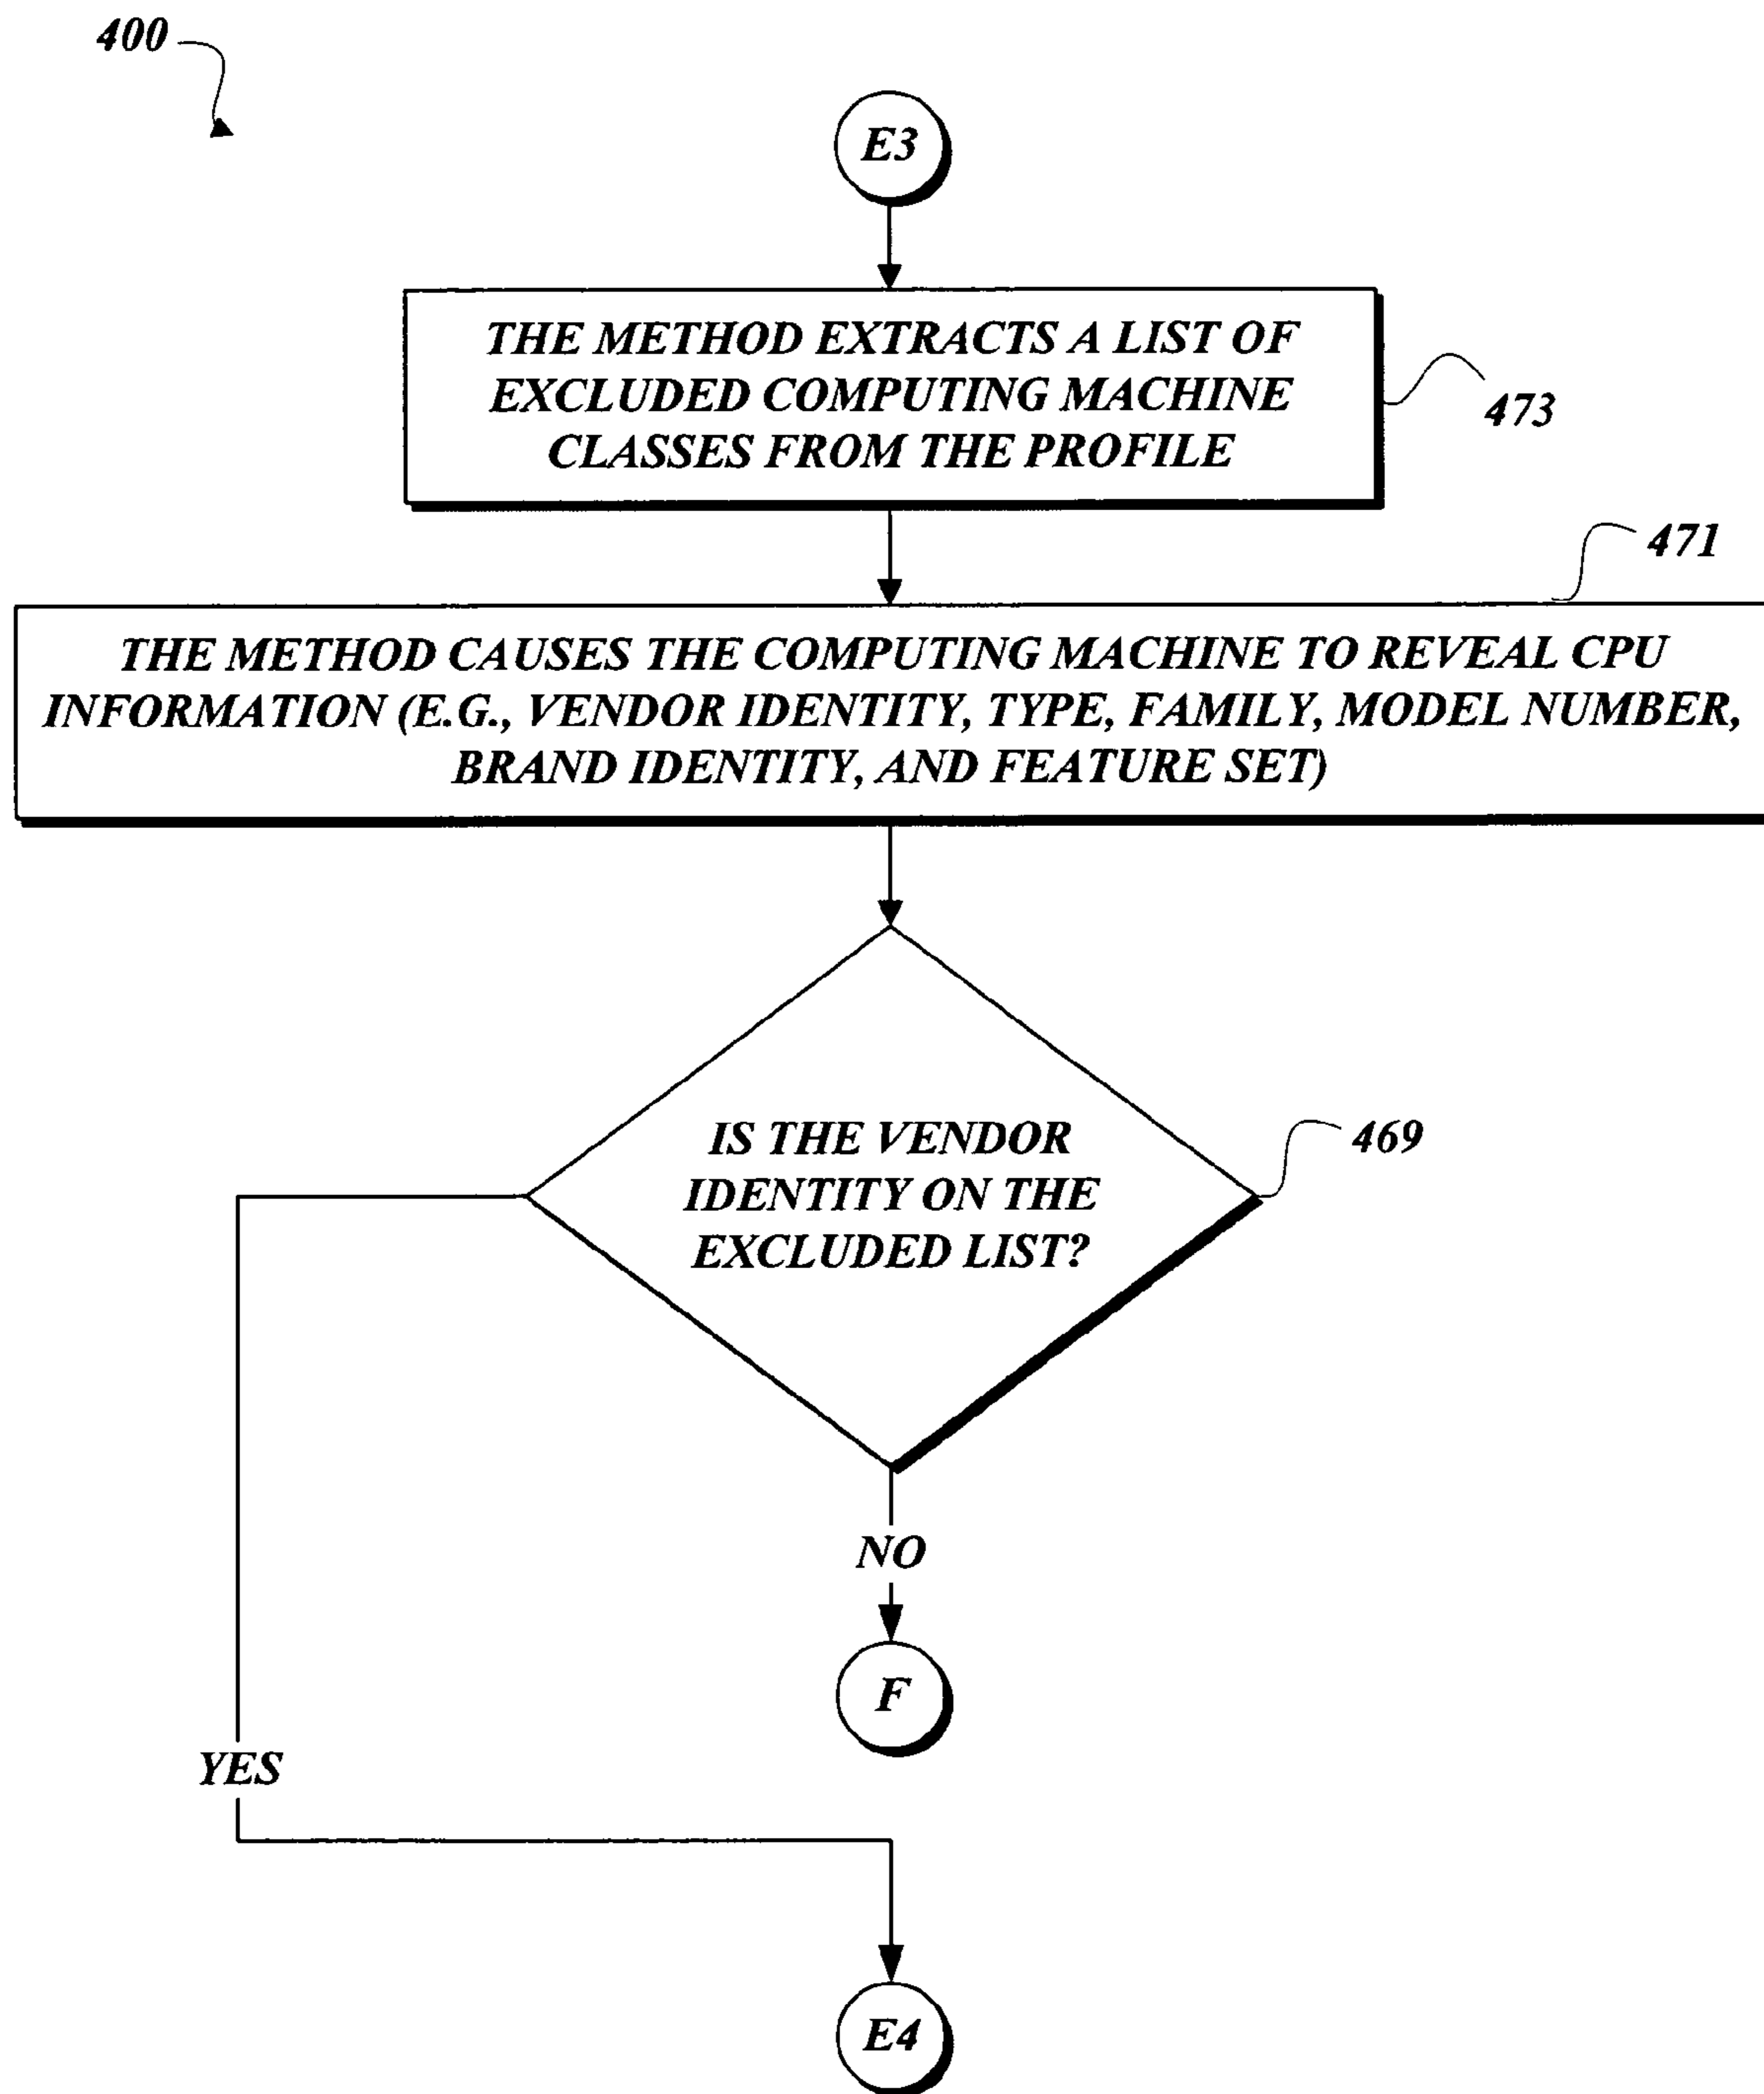 400
E3
THE METHOD EXTRACTS A LIST OF
EXCLUDED COMPUTING MACHINE
CLASSES FROM THE PROFILE
473
471
THE METHOD CAUSES THE COMPUTING MACHINE TO REVEAL CPU
INFORMATION (E.G., VENDOR IDENTITY, TYPE, FAMILY, MODEL NUMBER,
BRAND IDENTITY, AND FEATURE SET)
IS THE VENDOR
IDENTITY ON THE
EXCLUDED LIST?
469
NO
F
YES
E4